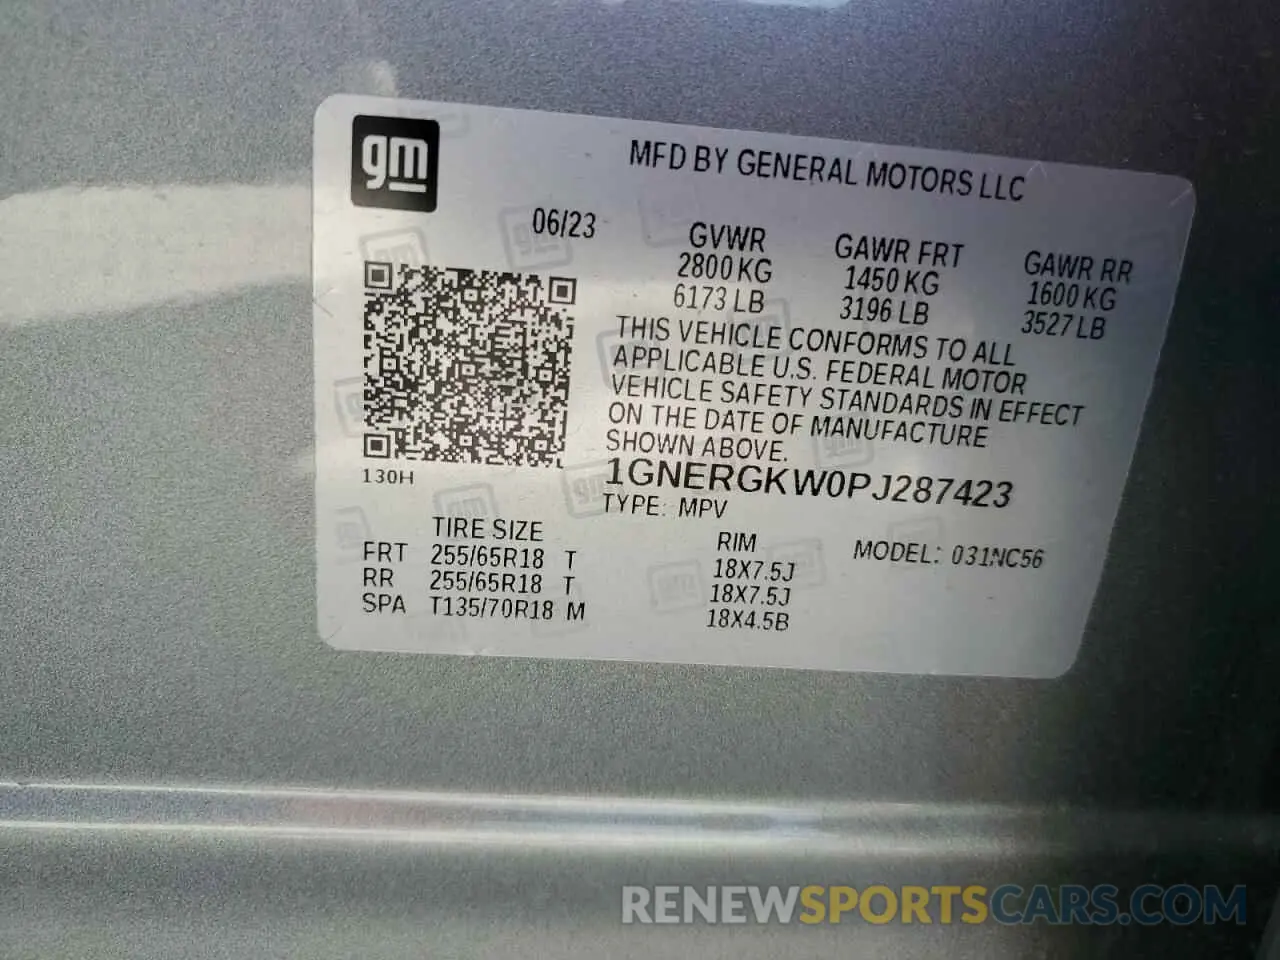 gm
MFD BY GENERAL MOTORS LLC
06/23
GVWR GAWR FRT GAWR RR
2800 KG 1450 KG 1600 KG
6173 LB 3196 LB 3527 LB
THIS VEHICLE CONFORMS TO ALL
APPLICABLE U.S. FEDERAL MOTOR
VEHICLE SAFETY STANDARDS IN EFFECT
ON THE DATE OF MANUFACTURE
SHOWN ABOVE.
130H
1GNERGKW0PJ287423
TYPE: MPV
TIRE SIZE RIM MODEL: 031NC56
FRT 255/65R18 T 18X7.5J
RR 255/65R18 T 18X7.5J
SPA T135/70R18 M 18X4.5B
RENEWSPORTSCARS.COM